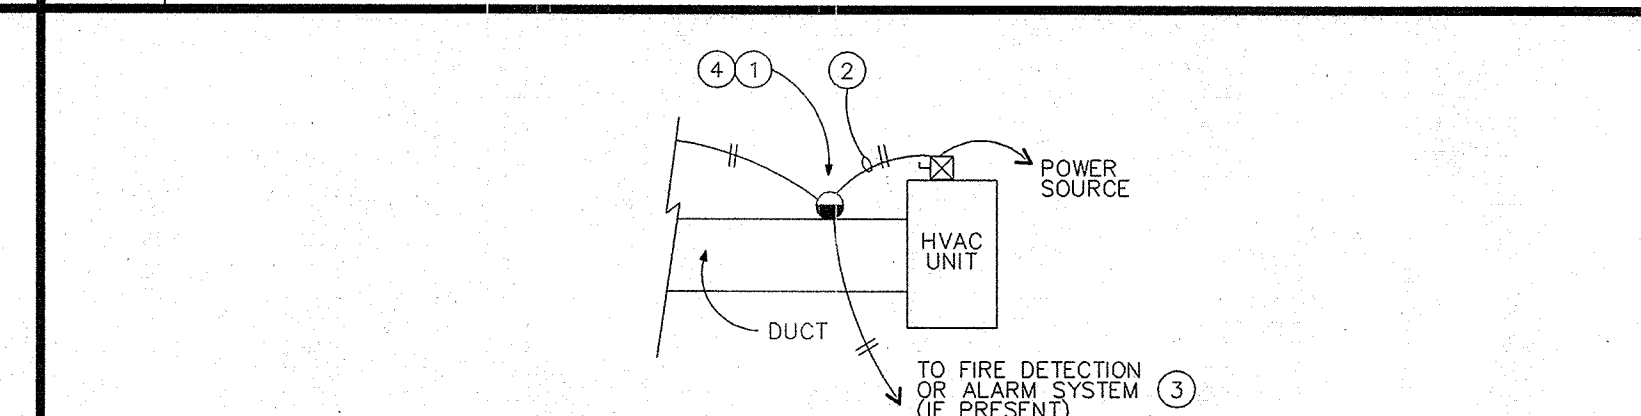 4 1 2
POWER
SOURCE
HVAC
UNIT
DUCT
TO FIRE DETECTION
OR ALARM SYSTEM 3
(IF PRESENT)